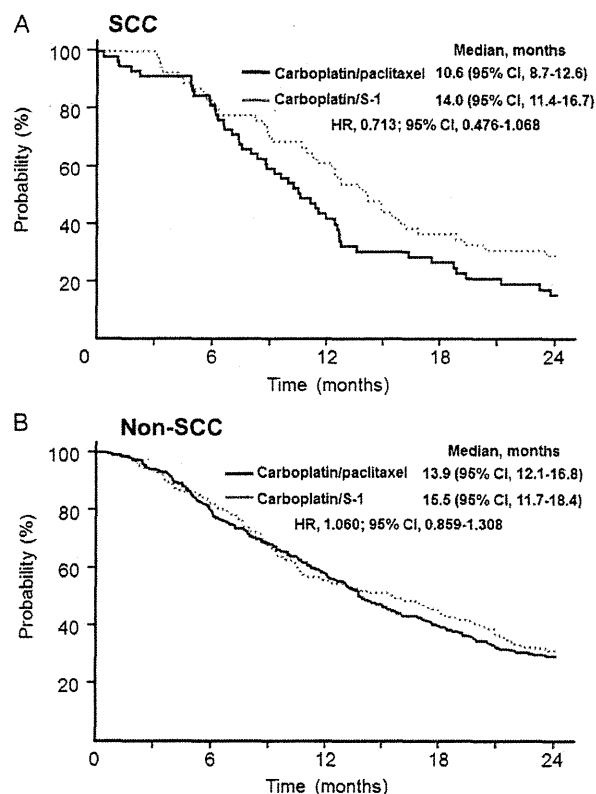 A
SCC
Median, months
Carboplatin/paclitaxel 10.6 (95% CI, 8.7-12.6)
Carboplatin/S-1 14.0 (95% CI, 11.4-16.7)
HR, 0.713; 95% CI, 0.476-1.068
Probability (%)
100
80
60
40
20
0 6 12 18 24
Time (months)
B
Non-SCC
Median, months
Carboplatin/paclitaxel 13.9 (95% CI, 12.1-16.8)
Carboplatin/S-1 15.5 (95% CI, 11.7-18.4)
HR, 1.060; 95% CI, 0.859-1.308
Probability (%)
100
80
60
40
20
0 6 12 18 24
Time (months)